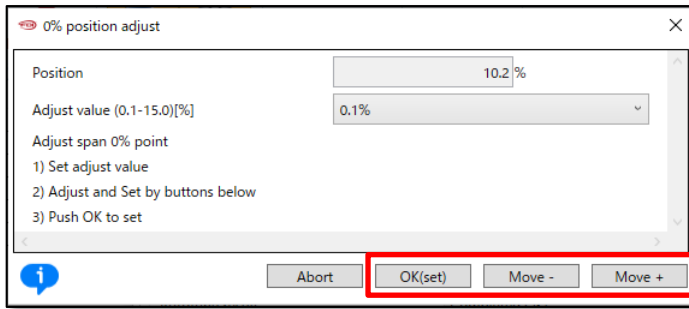 0% position adjust
Position 10.2 %
Adjust value (0.1-15.0)[%] 0.1%
Adjust span 0% point
1) Set adjust value
2) Adjust and Set by buttons below
3) Push OK to set
Abort OK(set) Move - Move +